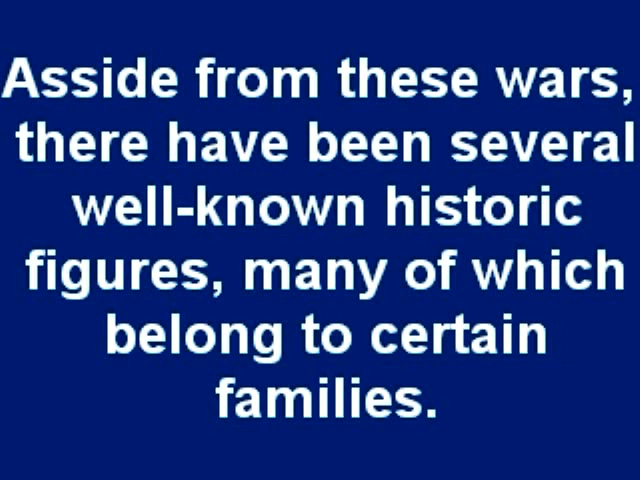 Asside from these wars,
there have been several
well-known historic
figures, many of which
belong to certain
families.